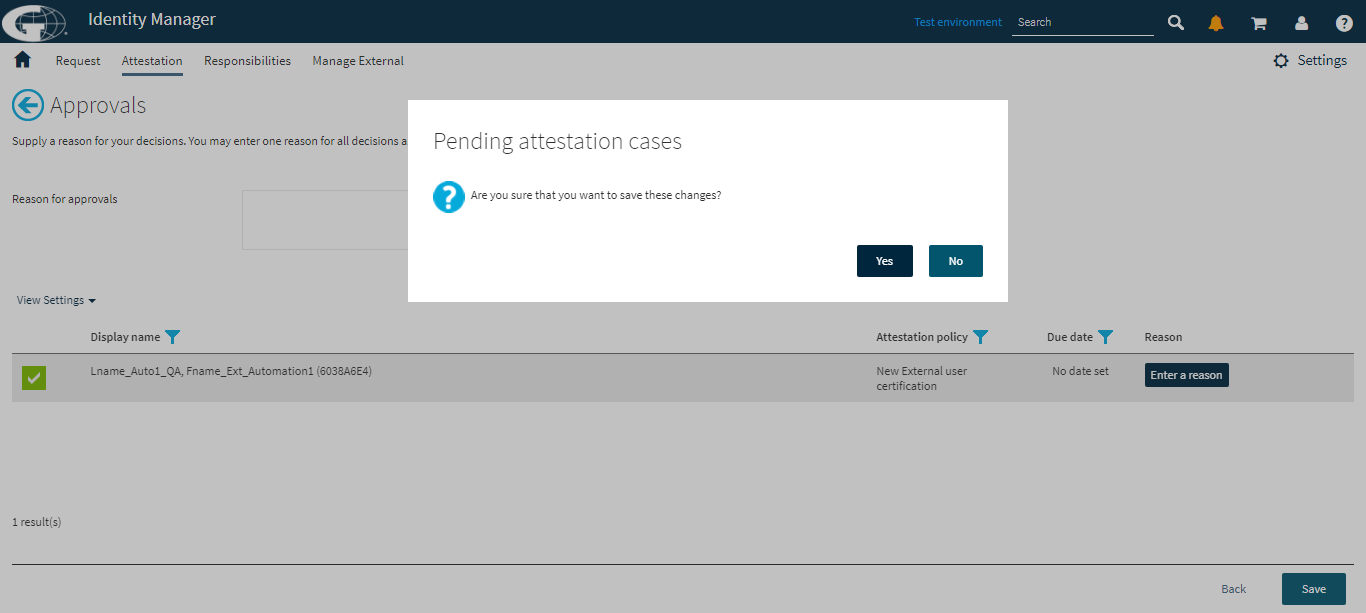 Identity Manager
Test environment
Search
Request
Attestation
Responsibilities
Manage External
Settings
Approvals
Supply a reason for your decisions. You may enter one reason for all decisions a
Pending attestation cases
Are you sure that you want to save these changes?
Yes
No
Reason for approvals
View Settings
Display name
Attestation policy
Due date
Reason
Lname_Auto1_QA, Fname_Ext_Automation1 (6038A6E4)
New External user
certification
No date set
Enter a reason
1 result(s)
Back
Save